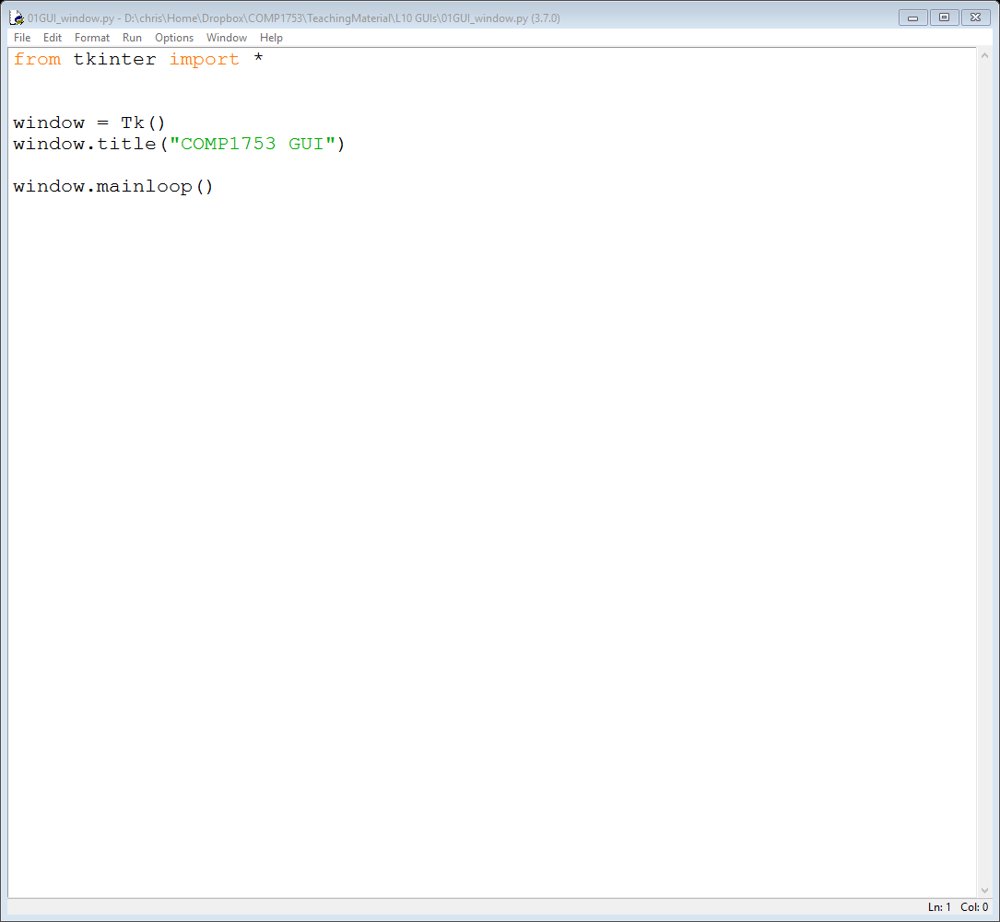 01GUI_window.py - D:\chris\Home\Dropbox\COMP1753\TeachingMaterial\L10 GUIs\01GUI_window.py (3.7.0)
File Edit Format Run Options Window Help
from tkinter import *
window = Tk()
window.title("COMP1753 GUI")
window.mainloop()
Ln: 1 Col: 0